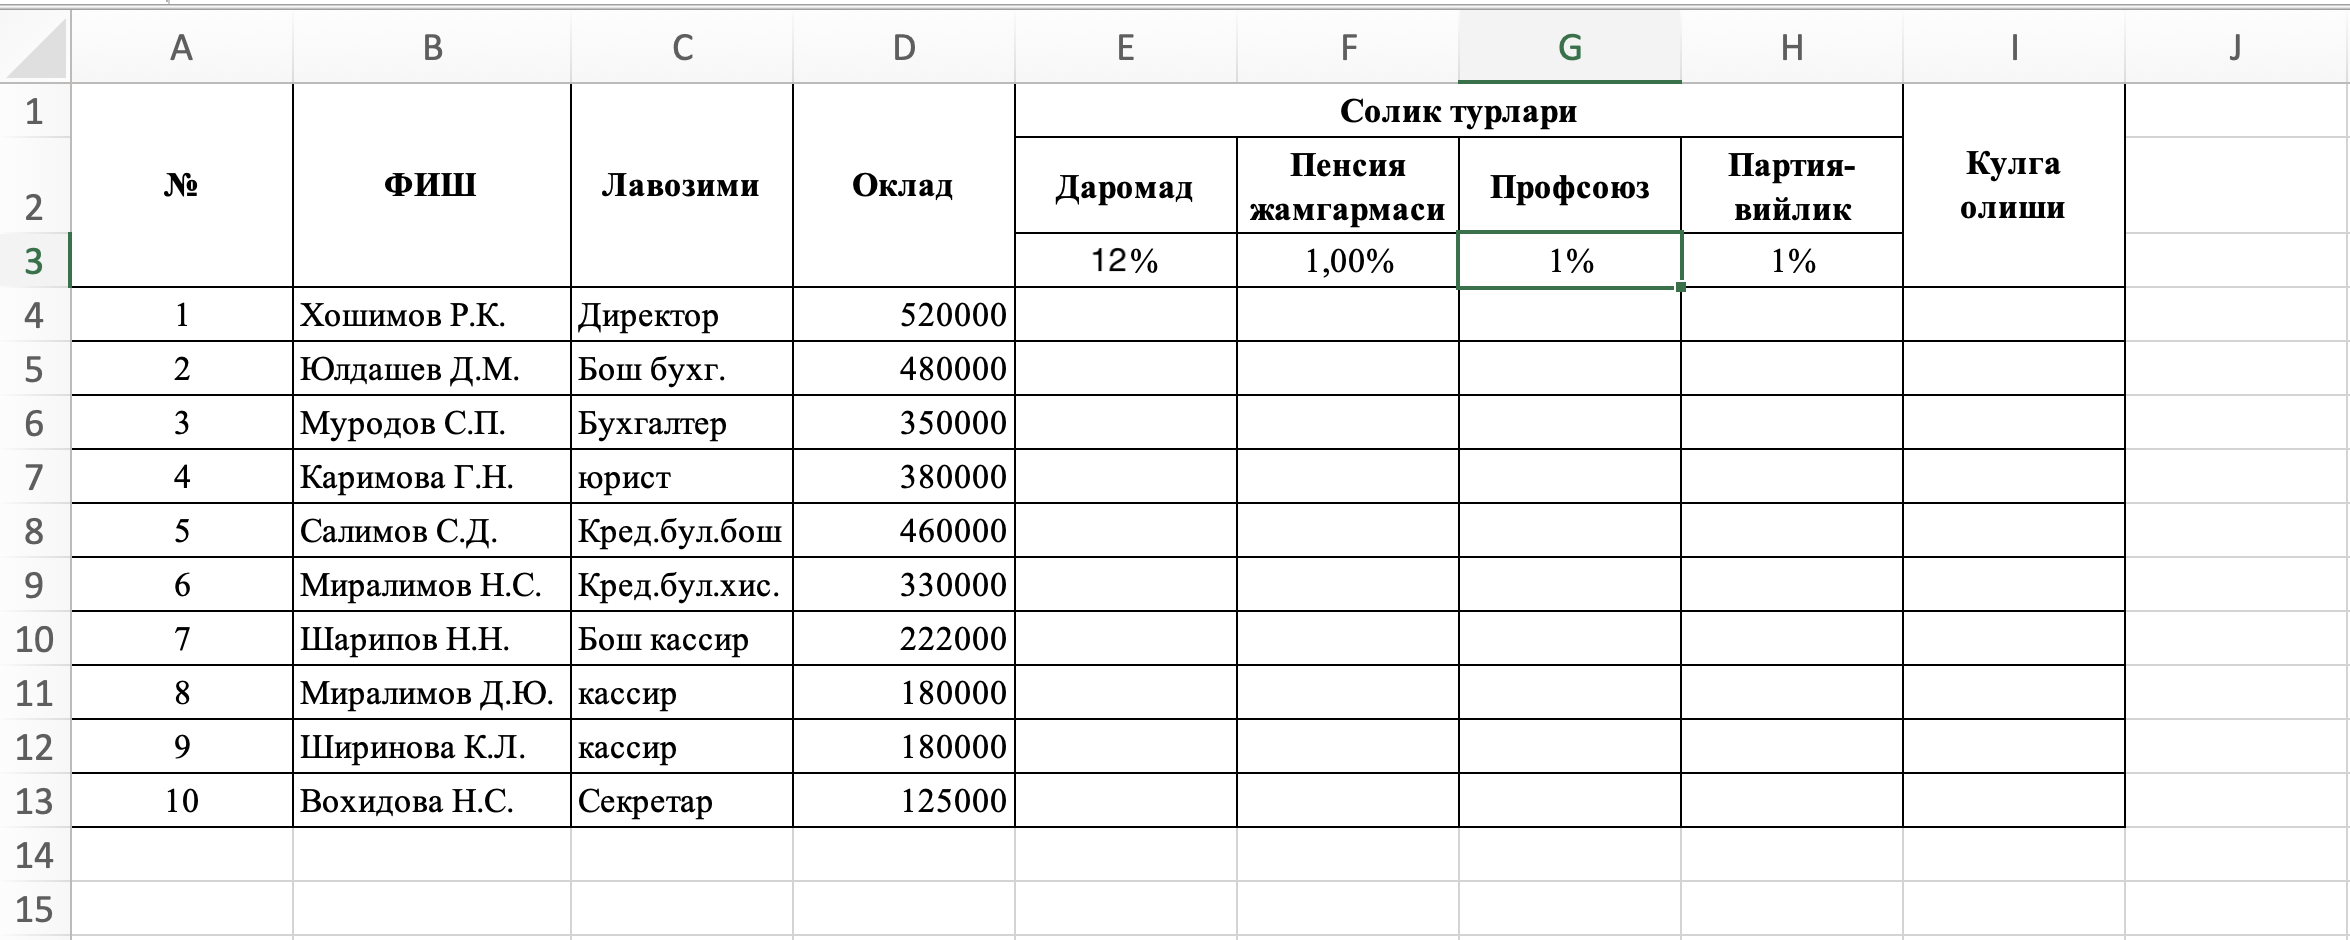 A B C D E F G H I J
1 Солик турлари
2 № ФИШ Лавозими Оклад Даромад Пенсия жамгармаси Профсоюз Партия-вийлик Кулга олиши
3 12% 1,00% 1% 1%
4 1 Хошимов Р.К. Директор 520000
5 2 Юлдашев Д.М. Бош бухг. 480000
6 3 Муродов С.П. Бухгалтер 350000
7 4 Каримова Г.Н. юрист 380000
8 5 Салимов С.Д. Кред.бул.бош 460000
9 6 Миралимов Н.С. Кред.бул.хис. 330000
10 7 Шарипов Н.Н. Бош кассир 222000
11 8 Миралимов Д.Ю. кассир 180000
12 9 Ширинова К.Л. кассир 180000
13 10 Вохидова Н.С. Секретар 125000
14
15